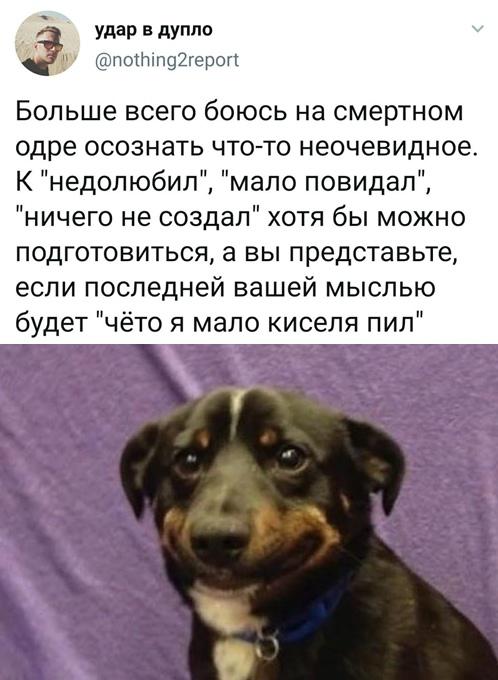 удар в дупло
@nothing2report
Больше всего боюсь на смертном
одре осознать что-то неочевидное.
К "недолюбил", "мало повидал",
"ничего не создал" хотя бы можно
подготовиться, а вы представьте,
если последней вашей мыслью
будет "чёто я мало киселя пил"